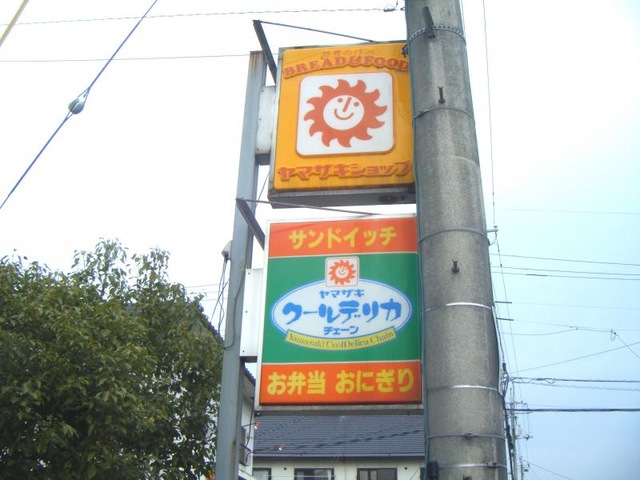 世界のパン
BREAD&FOOD
ヤマザキショップ
サンドイッチ
ヤマザキ
クールデリカ
チェーン
Yamazaki CoolDelica Chain
お弁当 おにぎり